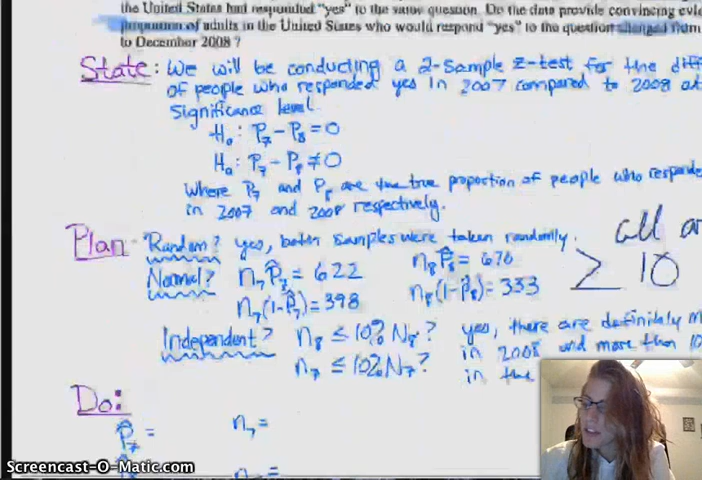 the United States had responded "yes" to the same question. Do the data provide convincing evi
proportion of adults in the United States who would respond "yes" to the question changed from
to December 2008?
State: We will be conducting a 2-Sample z-test for the diff
of people who responded yes in 2007 compared to 2008 at
Significance level.
H₀: P₇ - P₈ = 0
Hₐ: P₇ - P₈ ≠ 0
where P₇ and P₈ are the true proportion of people who responde
in 2007 and 2008 respectively.
Plan - Random? yes, both samples were taken randomly.
Normal? n₇P̂₇ = 622 n₈P̂₈ = 670 all ar
n₇(1-P̂₇) = 398 n₈(1-P̂₈) = 333 ≥ 10
Independent? n₈ ≤ 10% N₈? yes, there are definitely m
n₇ ≤ 10% N₇? in 2008 and more than 10
in the
Do:
P̂₇ = n₇ =
Screencast-O-Matic.com